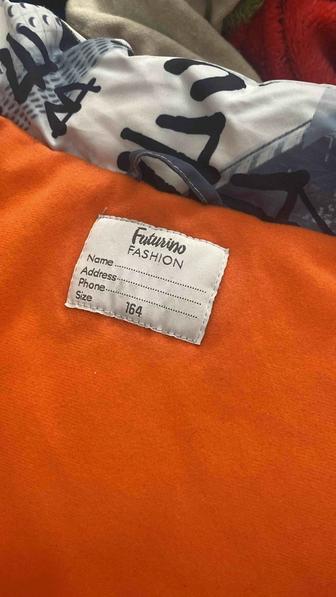 Futurino
FASHION
Name....................
Address....................
Phone....................
Size 164